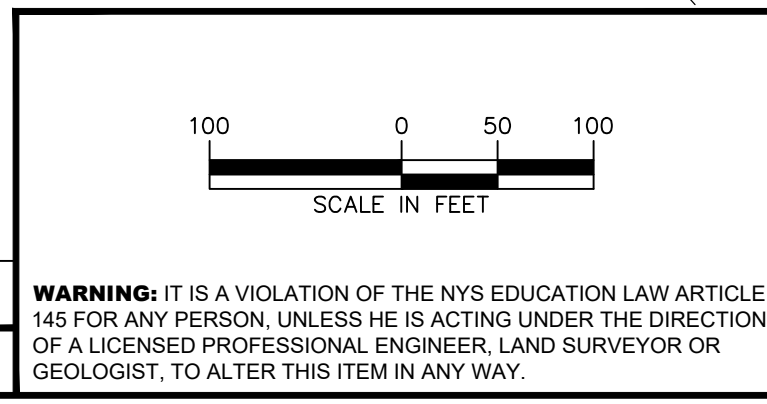 100 0 50 100
SCALE IN FEET
WARNING: IT IS A VIOLATION OF THE NYS EDUCATION LAW ARTICLE
145 FOR ANY PERSON, UNLESS HE IS ACTING UNDER THE DIRECTION
OF A LICENSED PROFESSIONAL ENGINEER, LAND SURVEYOR OR
GEOLOGIST, TO ALTER THIS ITEM IN ANY WAY.